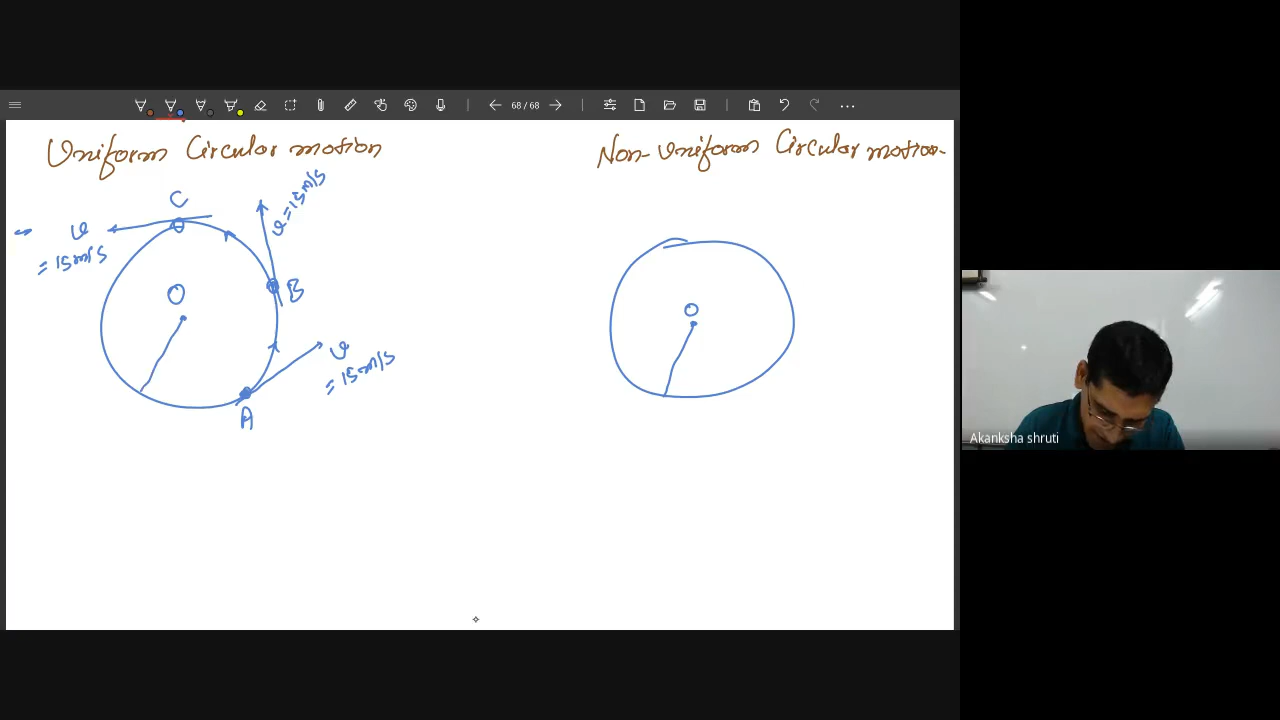 68 / 68
Uniform Circular motion
Non-Uniform Circular motion-
C
v = 15m/s
v
= 15m/s
O
B
O
v
= 15m/s
A
Akanksha shruti